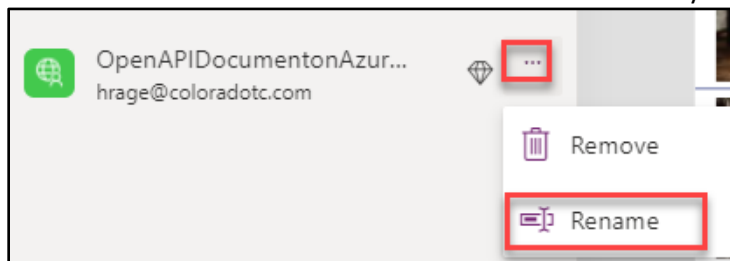 OpenAPIDocumentonAzur...
hrage@coloradotc.com
...
Remove
Rename